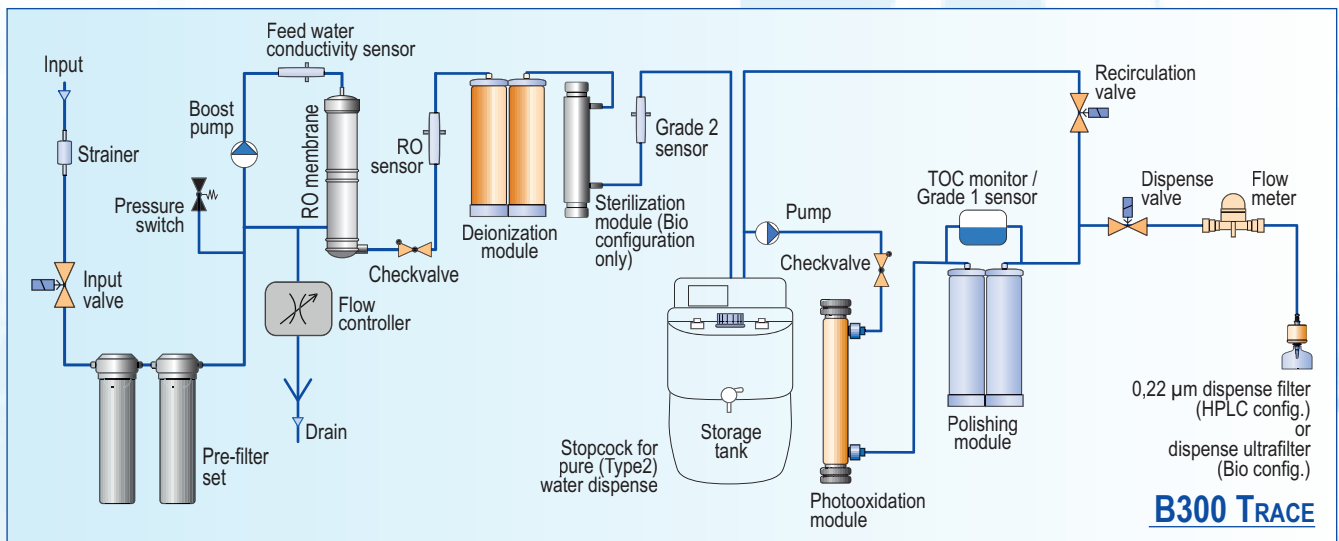 Input
Strainer
Input
valve
Pre-filter
set
Pressure
switch
Boost
pump
Feed water
conductivity sensor
RO membrane
Flow
controller
Drain
Checkvalve
RO
sensor
Deionization
module
Sterilization
module (Bio
configuration
only)
Grade 2
sensor
Stopcock for
pure (Type2)
water dispense
Storage
tank
Pump
Checkvalve
Photooxidation
module
TOC monitor /
Grade 1 sensor
Polishing
module
Recirculation
valve
Dispense
valve
Flow
meter
0,22 µm dispense filter
(HPLC config.)
or
dispense ultrafilter
(Bio config.)
B300 TRACE